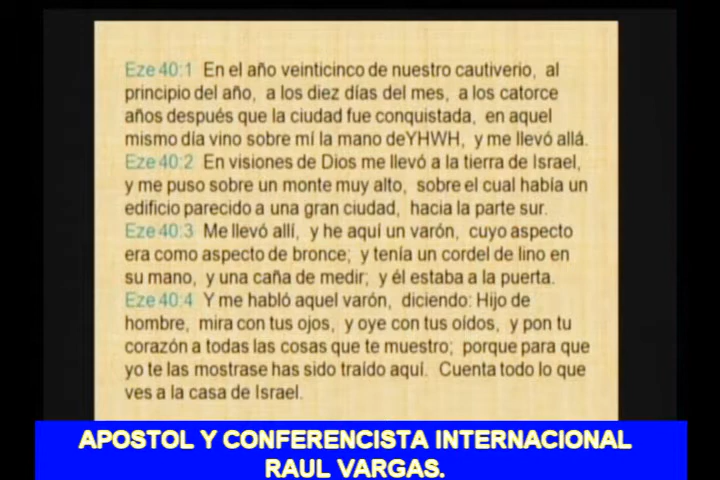 Eze 40:1 En el año veinticinco de nuestro cautiverio, al
principio del año, a los diez días del mes, a los catorce
años después que la ciudad fue conquistada, en aquel
mismo día vino sobre mí la mano deYHWH, y me llevó allá.
Eze 40:2 En visiones de Dios me llevó a la tierra de Israel,
y me puso sobre un monte muy alto, sobre el cual había un
edificio parecido a una gran ciudad, hacia la parte sur.
Eze 40:3 Me llevó allí, y he aquí un varón, cuyo aspecto
era como aspecto de bronce; y tenía un cordel de lino en
su mano, y una caña de medir; y él estaba a la puerta.
Eze 40:4 Y me habló aquel varón, diciendo: Hijo de
hombre, mira con tus ojos, y oye con tus oídos, y pon tu
corazón a todas las cosas que te muestro; porque para que
yo te las mostrase has sido traído aquí. Cuenta todo lo que
ves a la casa de Israel.
APOSTOL Y CONFERENCISTA INTERNACIONAL
RAUL VARGAS.